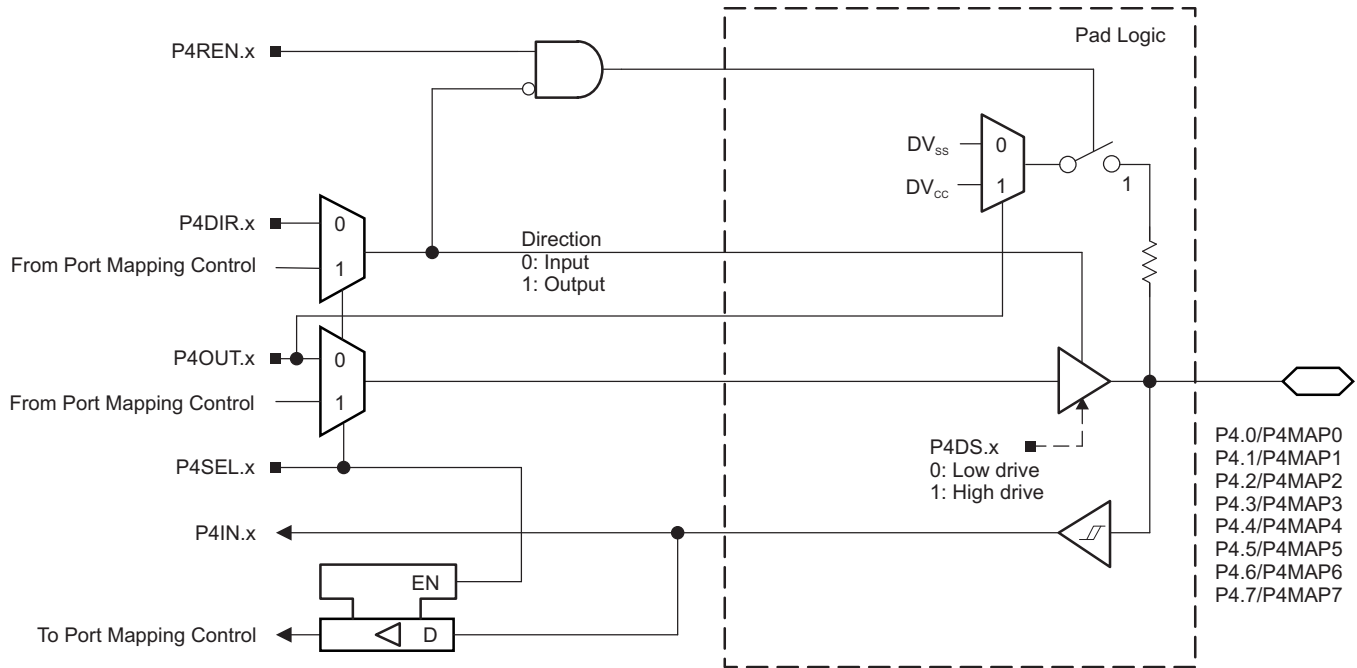 Pad Logic
P4REN.x
DVSS
0
DVCC
1
1
P4DIR.x
0
From Port Mapping Control
1
Direction
0: Input
1: Output
P4OUT.x
0
From Port Mapping Control
1
P4SEL.x
P4DS.x
0: Low drive
1: High drive
P4IN.x
EN
D
To Port Mapping Control
P4.0/P4MAP0
P4.1/P4MAP1
P4.2/P4MAP2
P4.3/P4MAP3
P4.4/P4MAP4
P4.5/P4MAP5
P4.6/P4MAP6
P4.7/P4MAP7